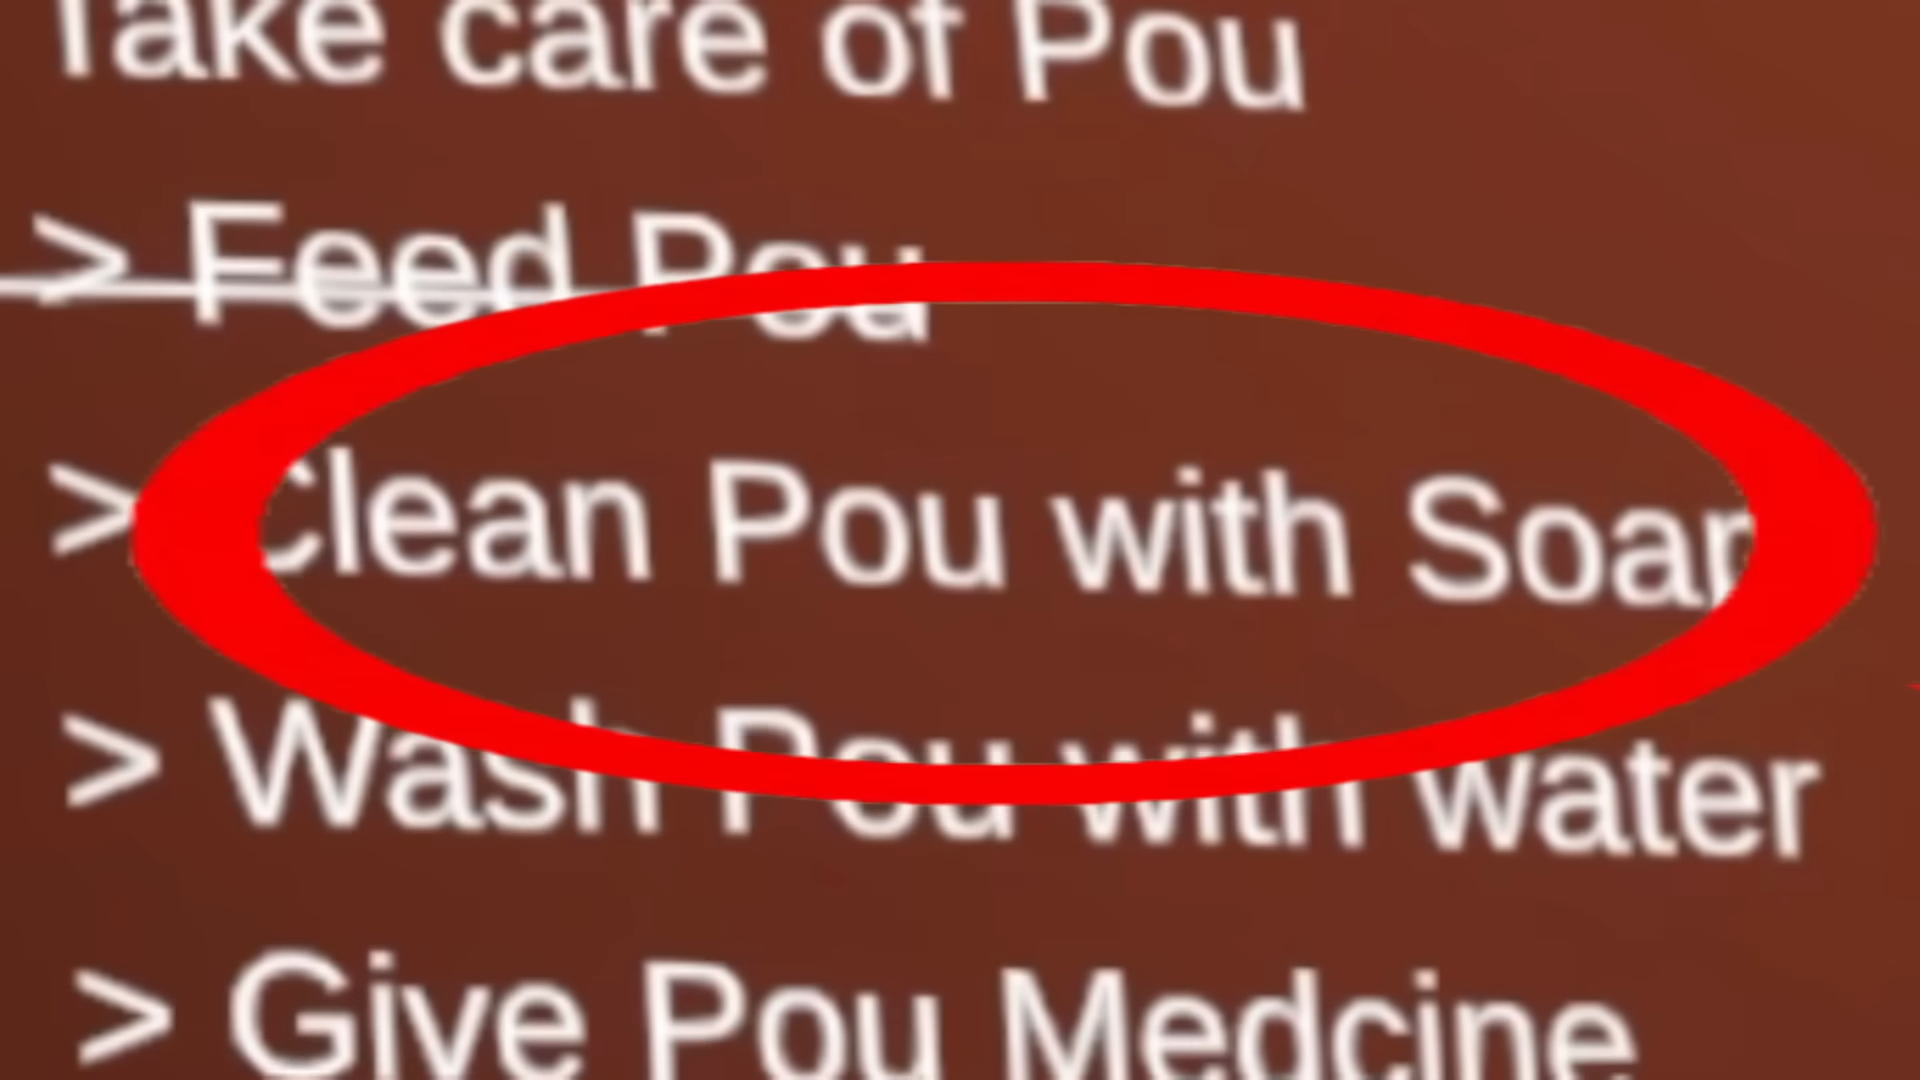 Take care of Pou
> Feed Pou
> Clean Pou with Soap
> Wash Pou with water
> Give Pou Medcine